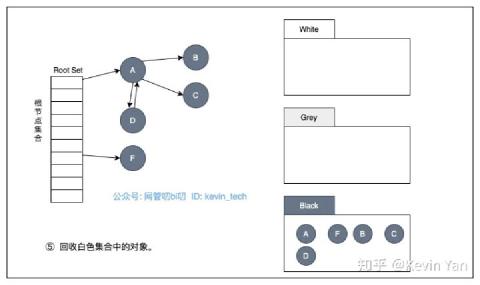 White
Root Set
A
B
C
D
F
根节点集合
Grey
公众号: 网管叨bi叨 ID: kevin_tech
Black
A F B C
D
⑤ 回收白色集合中的对象。
知乎 @Kevin Yan